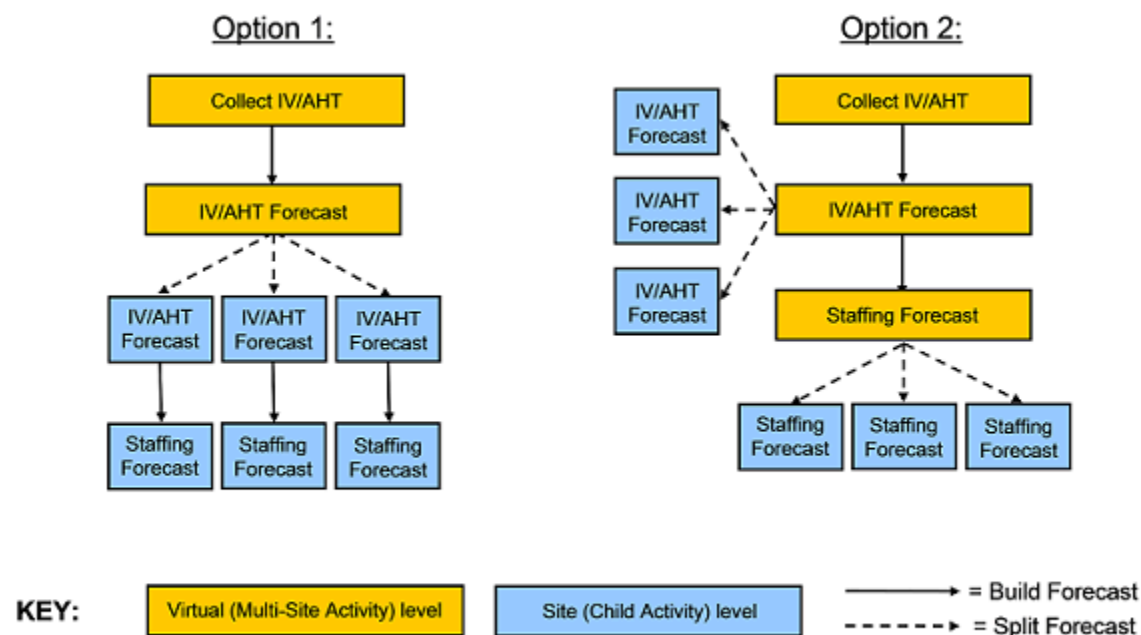 Option 1:
Collect IV/AHT
IV/AHT Forecast
IV/AHT
Forecast
IV/AHT
Forecast
IV/AHT
Forecast
Staffing
Forecast
Staffing
Forecast
Staffing
Forecast
Option 2:
Collect IV/AHT
IV/AHT
Forecast
IV/AHT
Forecast
IV/AHT
Forecast
IV/AHT Forecast
Staffing Forecast
Staffing
Forecast
Staffing
Forecast
Staffing
Forecast
KEY:
Virtual (Multi-Site Activity) level
Site (Child Activity) level
= Build Forecast
= Split Forecast